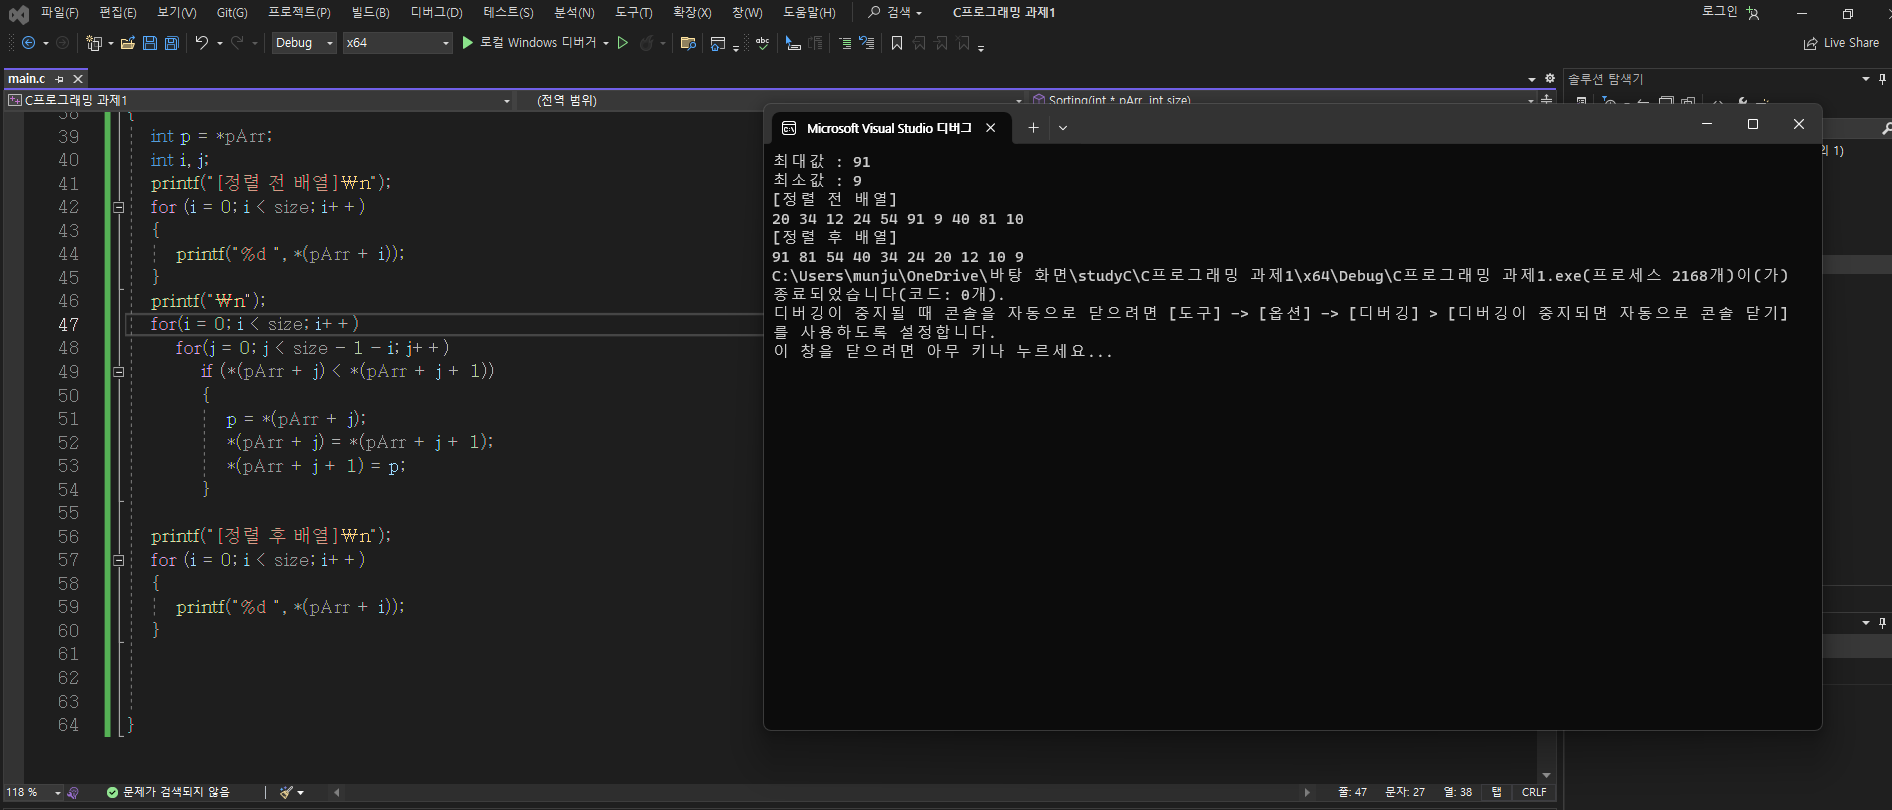 파일(F) 편집(E) 보기(V) Git(G) 프로젝트(P) 빌드(B) 디버그(D) 테스트(S) 분석(N) 도구(T) 확장(X) 창(W) 도움말(H) 검색 C프로그래밍 과제1 로그인
Debug x64 로컬 Windows 디버거 Live Share
main.c 솔루션 탐색기
C프로그래밍 과제1 (전역 범위) Sorting(int * pArr, int size)
38 {
39 int p = *pArr;
40 int i, j;
41 printf("[정렬 전 배열]₩n");
42 for (i = 0; i < size; i++)
43 {
44 printf("%d ", *(pArr + i));
45 }
46 printf("₩n");
47 for(i = 0; i < size; i++)
48 for(j = 0; j < size - 1 - i; j++)
49 if (*(pArr + j) < *(pArr + j + 1))
50 {
51 p = *(pArr + j);
52 *(pArr + j) = *(pArr + j + 1);
53 *(pArr + j + 1) = p;
54 }
55
56 printf("[정렬 후 배열]₩n");
57 for (i = 0; i < size; i++)
58 {
59 printf("%d ", *(pArr + i));
60 }
61
62
63
64 }
Microsoft Visual Studio 디버그
최대값 : 91
최소값 : 9
[정렬 전 배열]
20 34 12 24 54 91 9 40 81 10
[정렬 후 배열]
91 81 54 40 34 24 20 12 10 9
C:\Users\munju\OneDrive\바탕 화면\studyC\C프로그래밍 과제1\x64\Debug\C프로그래밍 과제1.exe(프로세스 2168개)이(가)
종료되었습니다(코드: 0개).
디버깅이 중지될 때 콘솔을 자동으로 닫으려면 [도구] -> [옵션] -> [디버깅] > [디버깅이 중지되면 자동으로 콘솔 닫기]
를 사용하도록 설정합니다.
이 창을 닫으려면 아무 키나 누르세요...
1)
118 % 문제가 검색되지 않음 줄: 47 문자: 27 열: 38 탭 CRLF